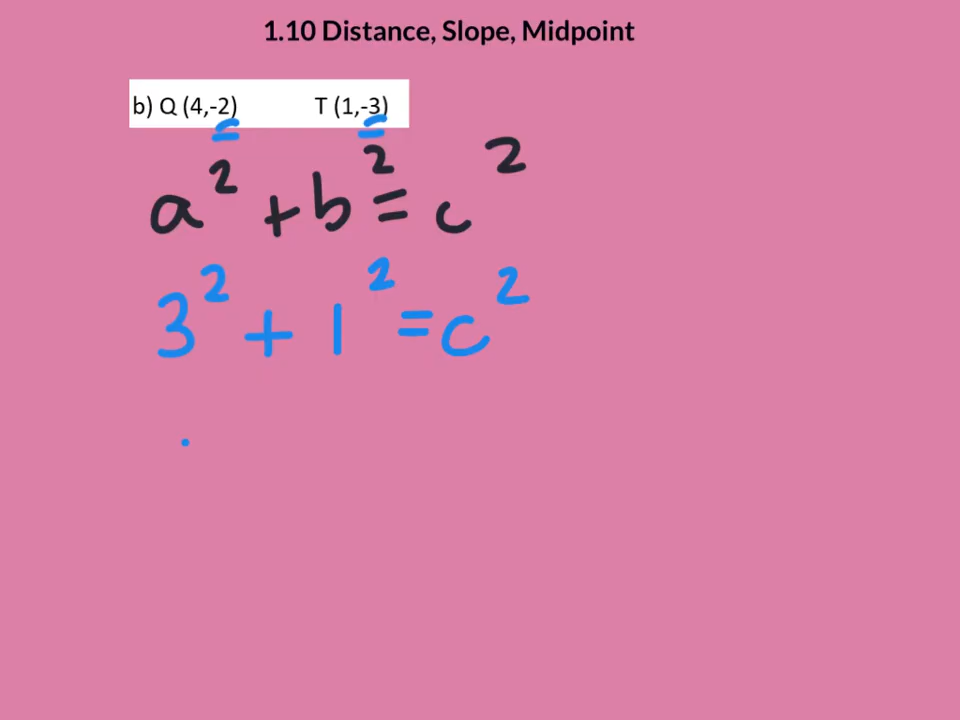 1.10 Distance, Slope, Midpoint
b) Q (4,-2) T (1,-3)
a² + b² = c²
3² + 1² = c²